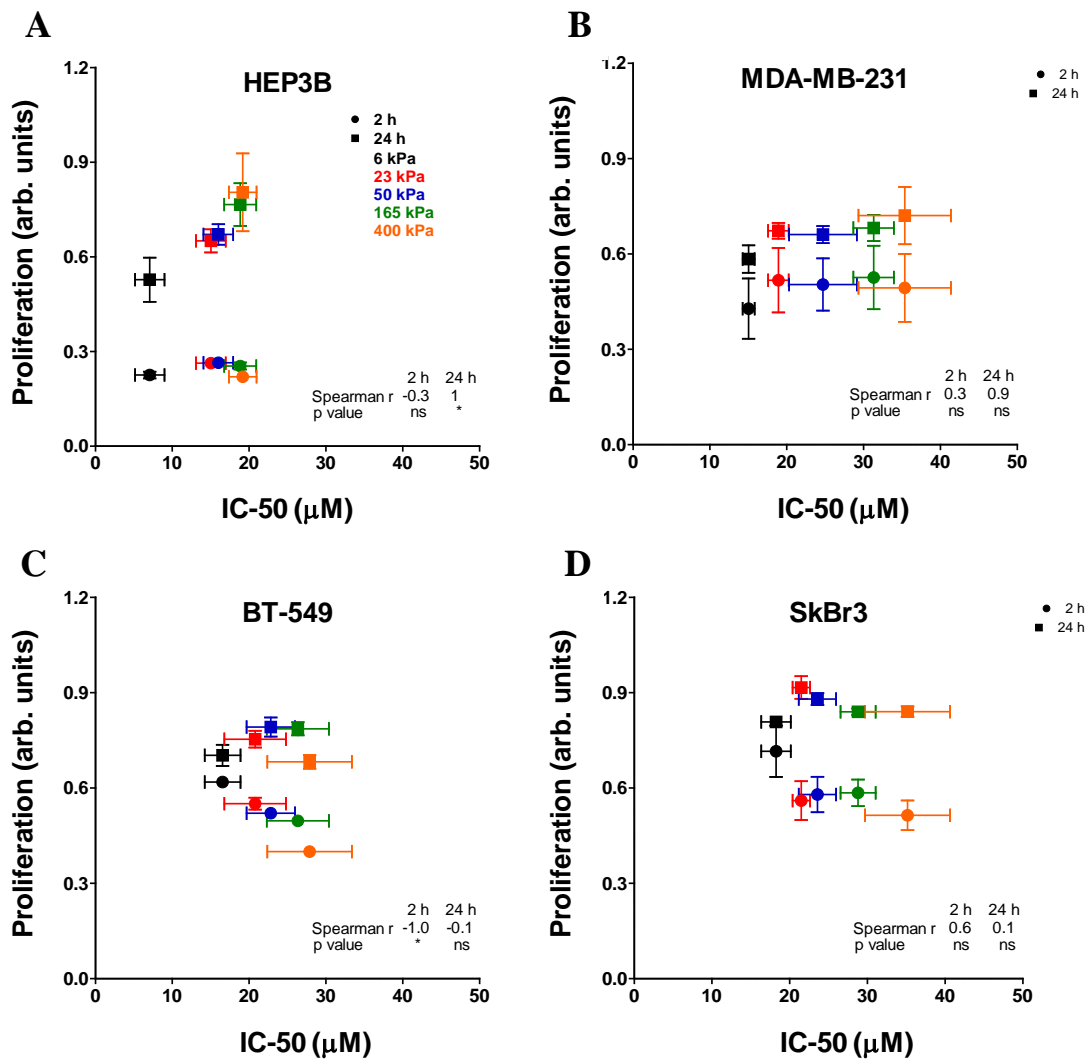 A
HEP3B
Proliferation (arb. units)
1.2
0.9
0.6
0.3
0.0
2 h
24 h
6 kPa
23 kPa
50 kPa
165 kPa
400 kPa
2 h 24 h
Spearman r -0.3 1
p value ns *
0 10 20 30 40 50
IC-50 (μM)
B
MDA-MB-231
Proliferation (arb. units)
1.2
0.9
0.6
0.3
0.0
2 h
24 h
2 h 24 h
Spearman r 0.3 0.9
p value ns ns
0 10 20 30 40 50
IC-50 (μM)
C
BT-549
Proliferation (arb. units)
1.2
0.9
0.6
0.3
0.0
2 h 24 h
Spearman r -1.0 -0.1
p value * ns
0 10 20 30 40 50
IC-50 (μM)
D
SkBr3
Proliferation (arb. units)
1.2
0.9
0.6
0.3
0.0
2 h
24 h
2 h 24 h
Spearman r 0.6 0.1
p value ns ns
0 10 20 30 40 50
IC-50 (μM)